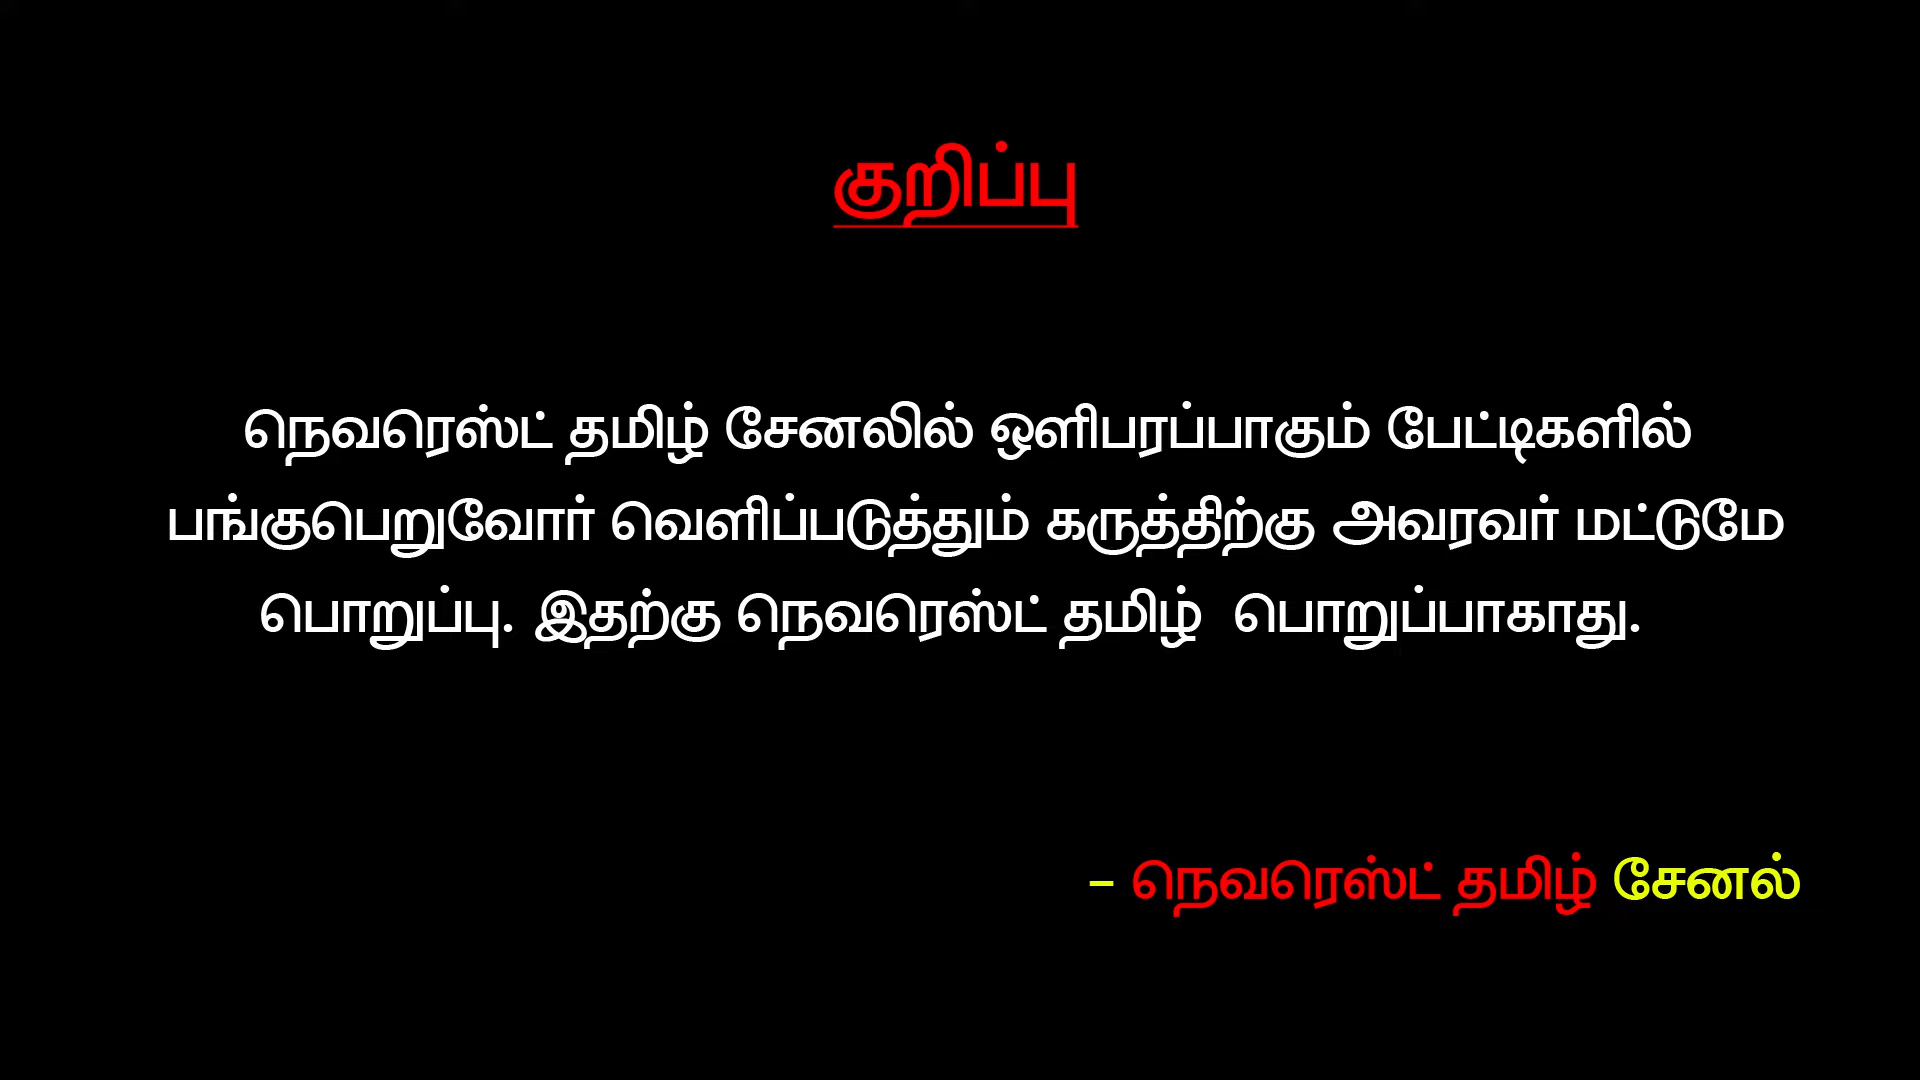 குறிப்பு
நெவரெஸ்ட் தமிழ் சேனலில் ஒளிபரப்பாகும் பேட்டிகளில்
பங்குபெறுவோர் வெளிப்படுத்தும் கருத்திற்கு அவரவர் மட்டுமே
பொறுப்பு. இதற்கு நெவரெஸ்ட் தமிழ் பொறுப்பாகாது.
– நெவரெஸ்ட் தமிழ் சேனல்